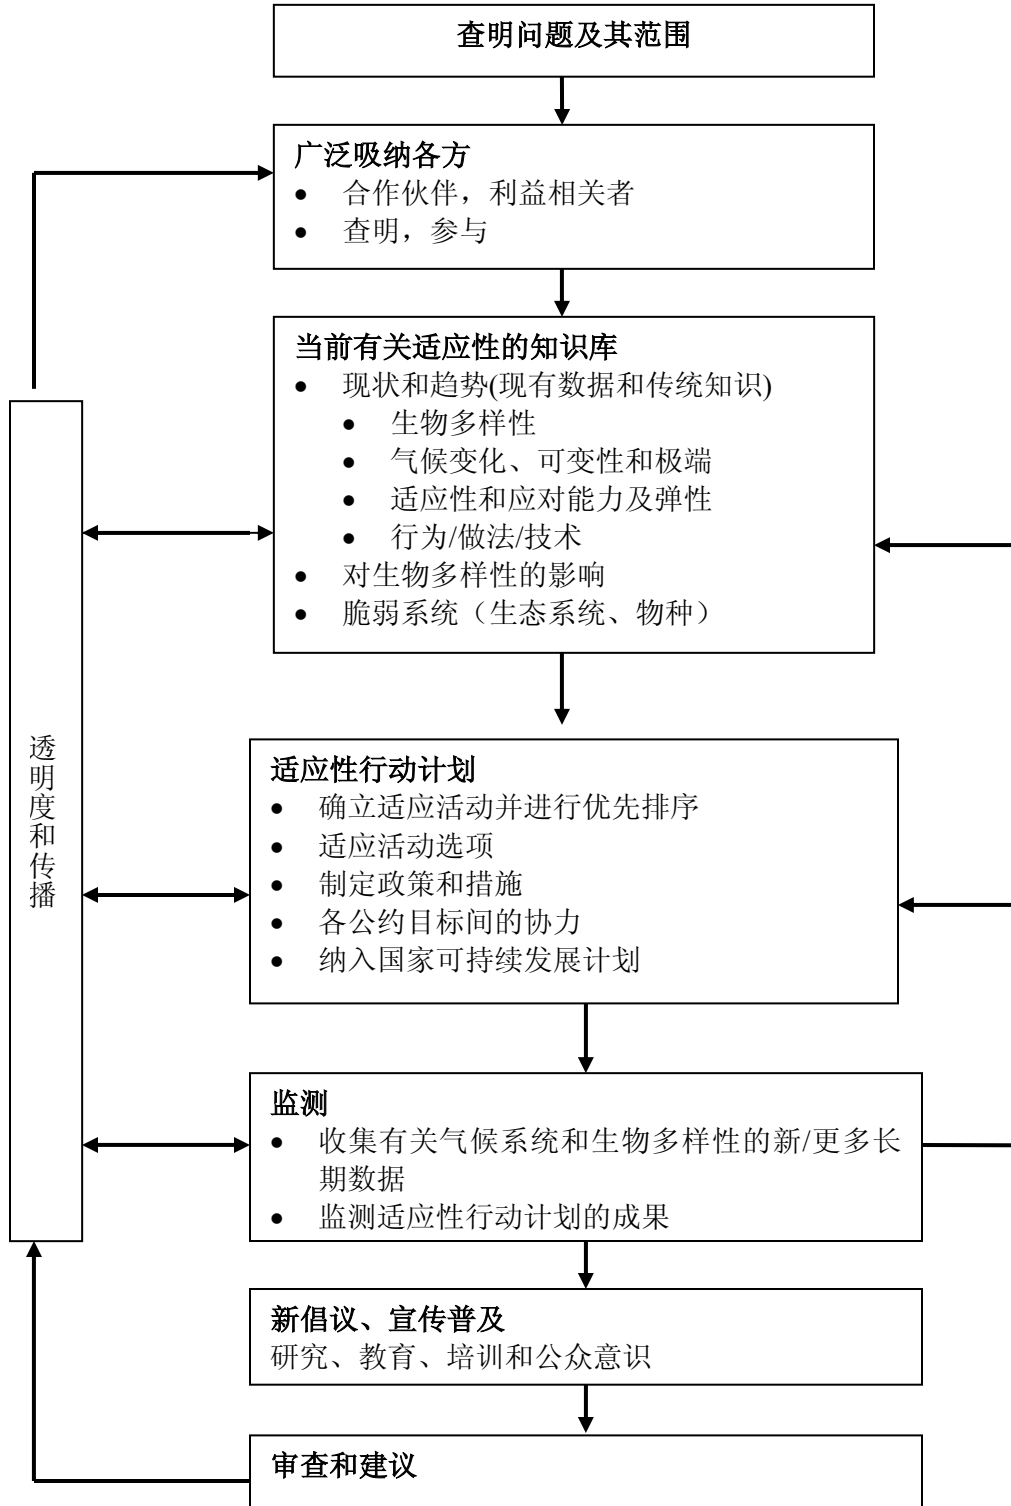 查明问题及其范围
广泛吸纳各方
• 合作伙伴，利益相关者
• 查明，参与
当前有关适应性的知识库
• 现状和趋势(现有数据和传统知识)
• 生物多样性
• 气候变化、可变性和极端
• 适应性和应对能力及弹性
• 行为/做法/技术
• 对生物多样性的影响
• 脆弱系统（生态系统、物种）
透明度和传播
适应性行动计划
• 确立适应活动并进行优先排序
• 适应活动选项
• 制定政策和措施
• 各公约目标间的协力
• 纳入国家可持续发展计划
监测
• 收集有关气候系统和生物多样性的新/更多长
期数据
• 监测适应性行动计划的成果
新倡议、宣传普及
研究、教育、培训和公众意识
审查和建议